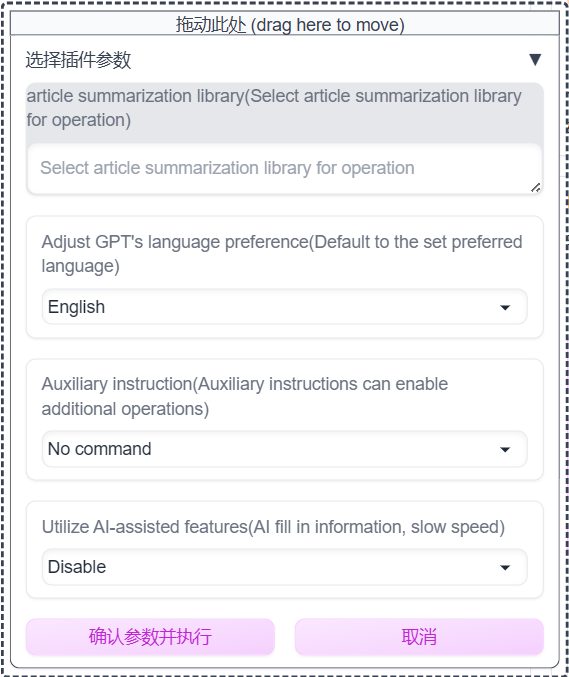 拖动此处 (drag here to move)
选择插件参数 ▼
article summarization library(Select article summarization library
for operation)
Select article summarization library for operation
Adjust GPT's language preference(Default to the set preferred
language)
English
Auxiliary instruction(Auxiliary instructions can enable
additional operations)
No command
Utilize AI-assisted features(AI fill in information, slow speed)
Disable
确认参数并执行
取消